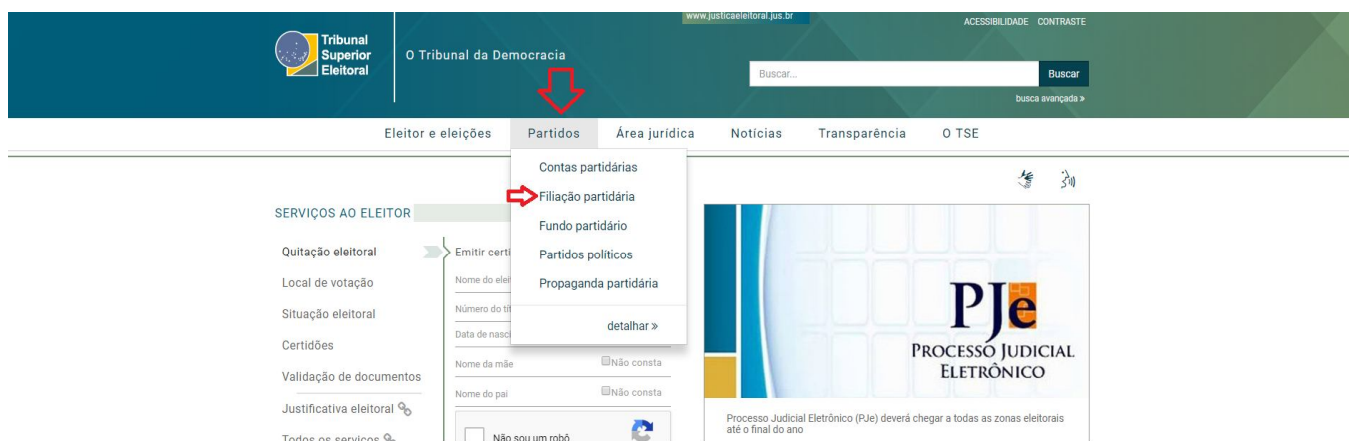 www.justicaeleitoral.jus.br
ACESSIBILIDADE CONTRASTE
Tribunal
Superior
Eleitoral
O Tribunal da Democracia
Buscar...
Buscar
busca avançada »
Eleitor e eleições Partidos Área jurídica Notícias Transparência O TSE
Contas partidárias
Filiação partidária
Fundo partidário
Partidos políticos
Propaganda partidária
detalhar »
SERVIÇOS AO ELEITOR
Quitação eleitoral
Local de votação
Situação eleitoral
Certidões
Validação de documentos
Justificativa eleitoral
Todos os serviços
Emitir certi
Nome do elei
Número do tít
Data de nasci
Nome da mãe Não consta
Nome do pai Não consta
Não sou um robô
PJe
PROCESSO JUDICIAL
ELETRÔNICO
Processo Judicial Eletrônico (PJe) deverá chegar a todas as zonas eleitorais
até o final do ano